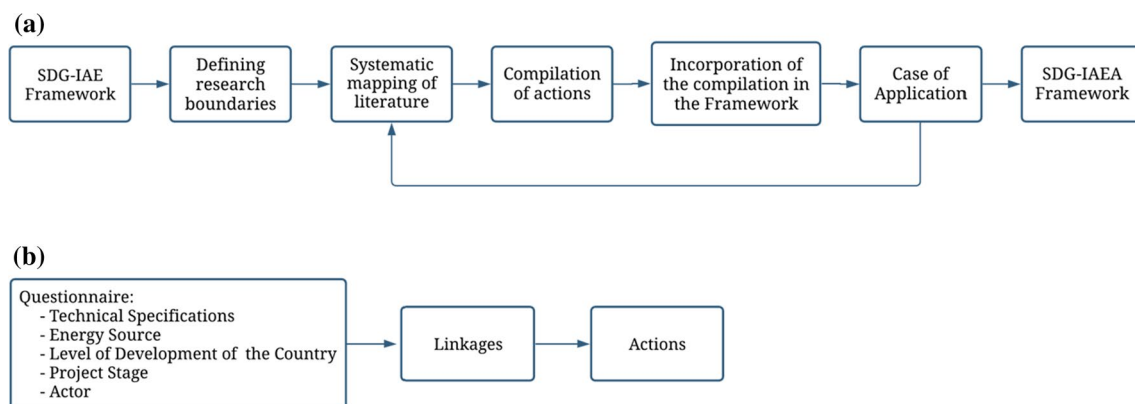 (a)
SDG-IAE
Framework
Defining
research
boundaries
Systematic
mapping of
literature
Compilation
of actions
Incorporation of
the compilation in
the Framework
Case of
Application
SDG-IAEA
Framework
(b)
Questionnaire:
- Technical Specifications
- Energy Source
- Level of Development of the Country
- Project Stage
- Actor
Linkages
Actions